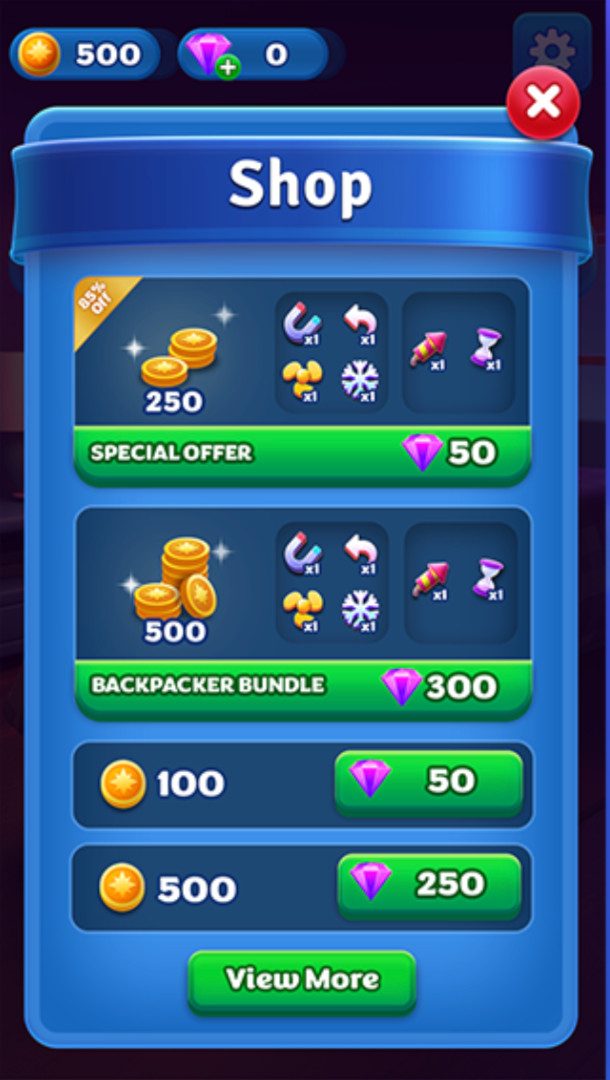 500
0
Shop
85%
Off
250
x1
x1
x1
x1
x1
x1
SPECIAL OFFER
50
500
x1
x1
x1
x1
x1
x1
BACKPACKER BUNDLE
300
100
50
500
250
View More